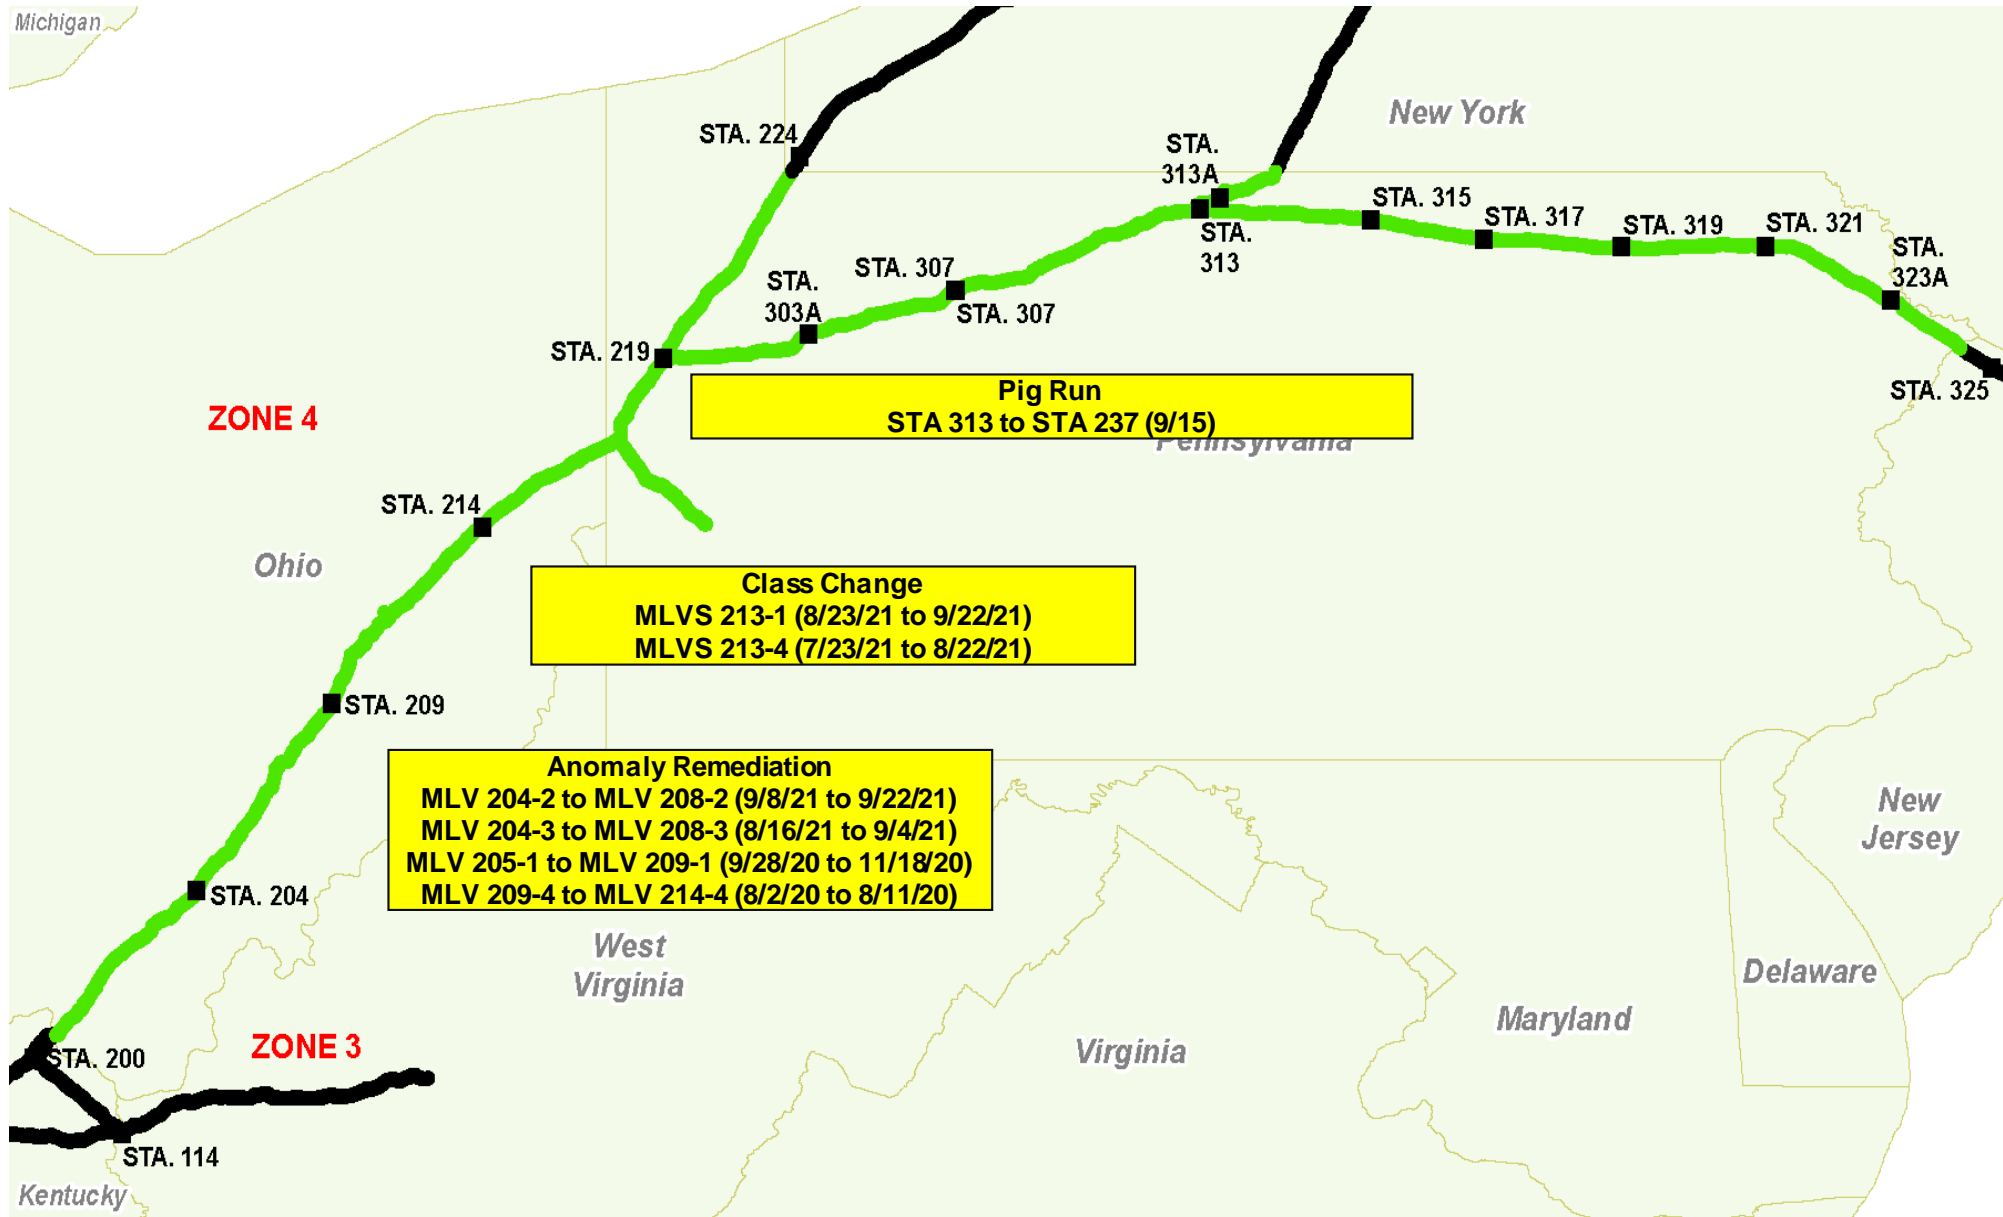 Michigan
New York
STA. 224
STA.
313A
STA. 315
STA. 317
STA. 319
STA. 321
STA.
323A
STA.
313
STA. 307
STA. 307
STA.
303A
STA. 219
STA. 325
Pig Run
STA 313 to STA 237 (9/15)
Pennsylvania
ZONE 4
STA. 214
Ohio
Class Change
MLVS 213-1 (8/23/21 to 9/22/21)
MLVS 213-4 (7/23/21 to 8/22/21)
STA. 209
Anomaly Remediation
MLV 204-2 to MLV 208-2 (9/8/21 to 9/22/21)
MLV 204-3 to MLV 208-3 (8/16/21 to 9/4/21)
MLV 205-1 to MLV 209-1 (9/28/20 to 11/18/20)
MLV 209-4 to MLV 214-4 (8/2/20 to 8/11/20)
New
Jersey
STA. 204
West
Virginia
Delaware
Maryland
Virginia
STA. 200
ZONE 3
STA. 114
Kentucky